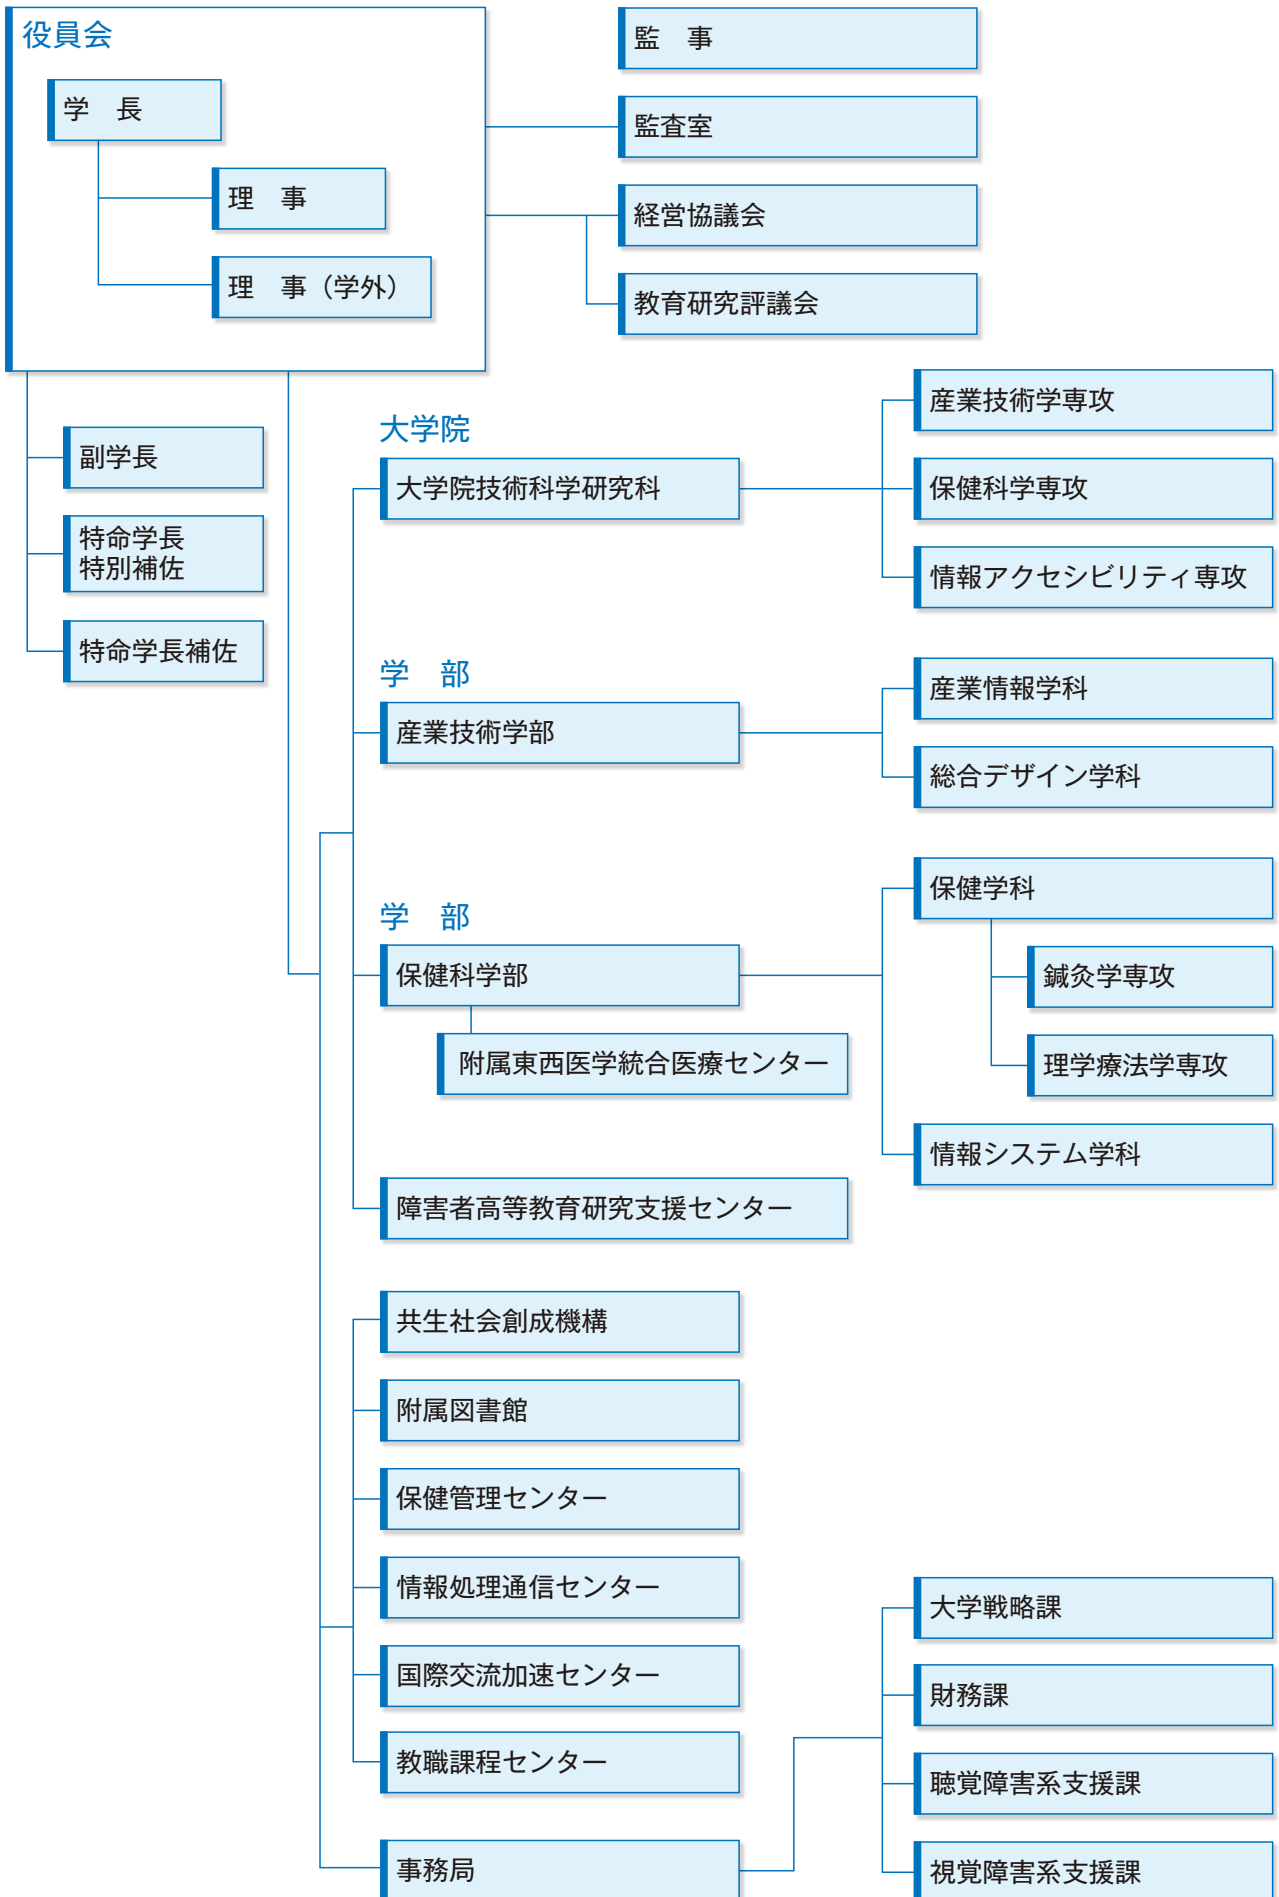 役員会
学　長
理　事
理　事（学外）
監　事
監査室
経営協議会
教育研究評議会
副学長
特命学長
特別補佐
特命学長補佐
大学院
大学院技術科学研究科
産業技術学専攻
保健科学専攻
情報アクセシビリティ専攻
学　部
産業技術学部
産業情報学科
総合デザイン学科
学　部
保健科学部
附属東西医学統合医療センター
保健学科
鍼灸学専攻
理学療法学専攻
情報システム学科
障害者高等教育研究支援センター
共生社会創成機構
附属図書館
保健管理センター
情報処理通信センター
国際交流加速センター
教職課程センター
事務局
大学戦略課
財務課
聴覚障害系支援課
視覚障害系支援課